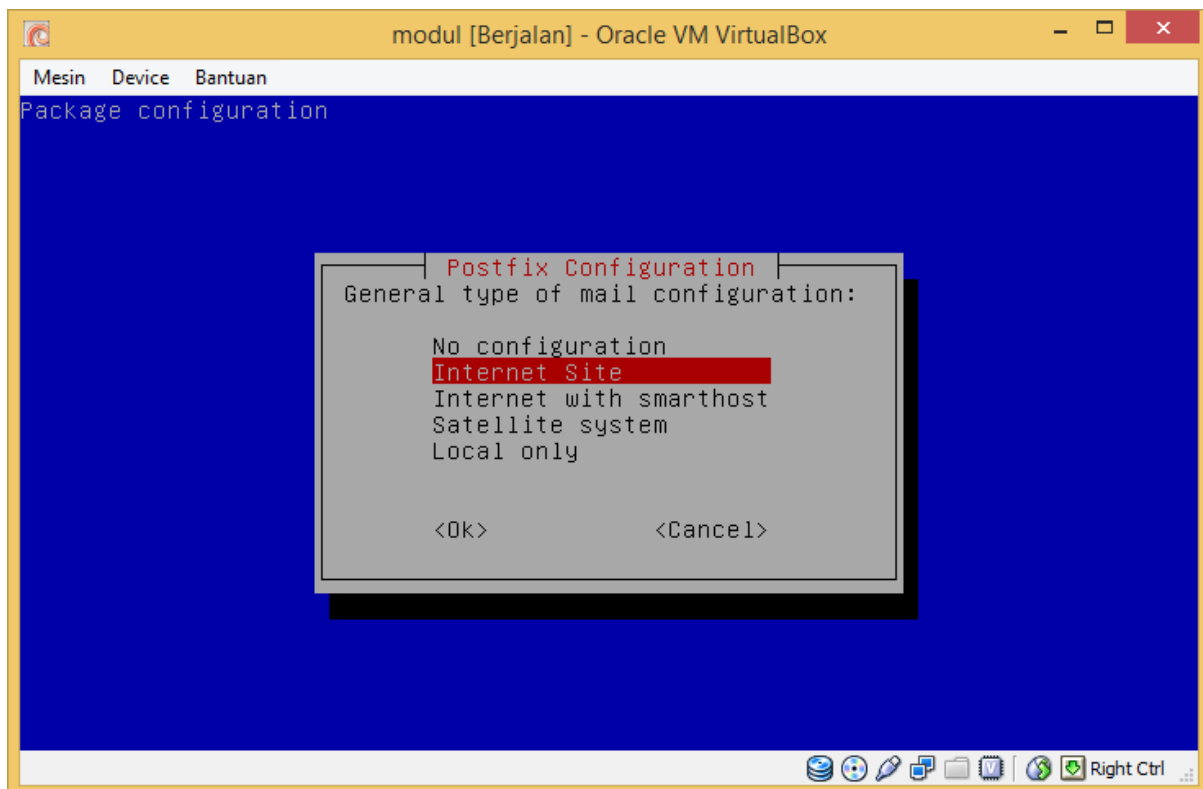 modul [Berjalan] - Oracle VM VirtualBox
Mesin Device Bantuan
Package configuration
Postfix Configuration
General type of mail configuration:
No configuration
Internet Site
Internet with smarthost
Satellite system
Local only
<Ok> <Cancel>
Right Ctrl